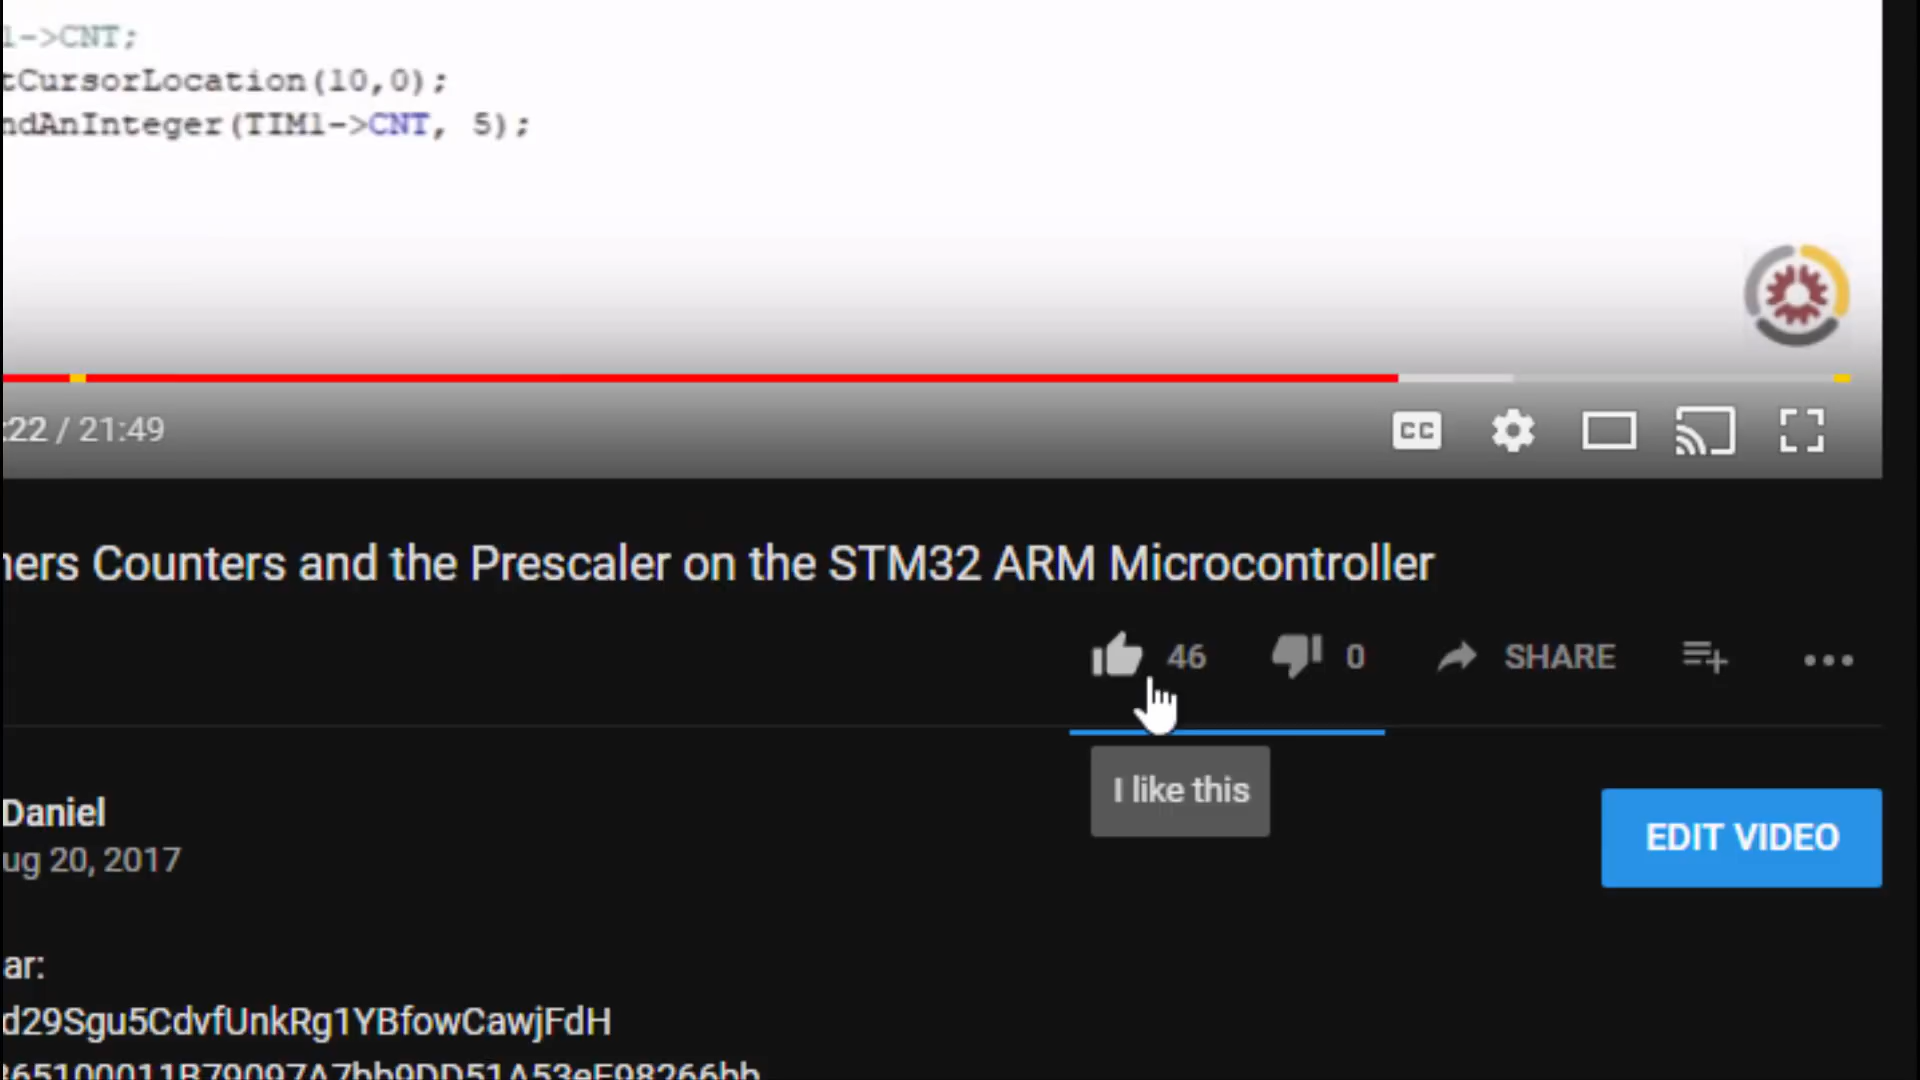 1->CNT;
tCursorLocation(10,0);
ndAnInteger(TIM1->CNT, 5);
:22 / 21:49
CC
ners Counters and the Prescaler on the STM32 ARM Microcontroller
46
0
SHARE
I like this
Daniel
ug 20, 2017
EDIT VIDEO
ar:
d29Sgu5CdvfUnkRg1YBfowCawjFdH